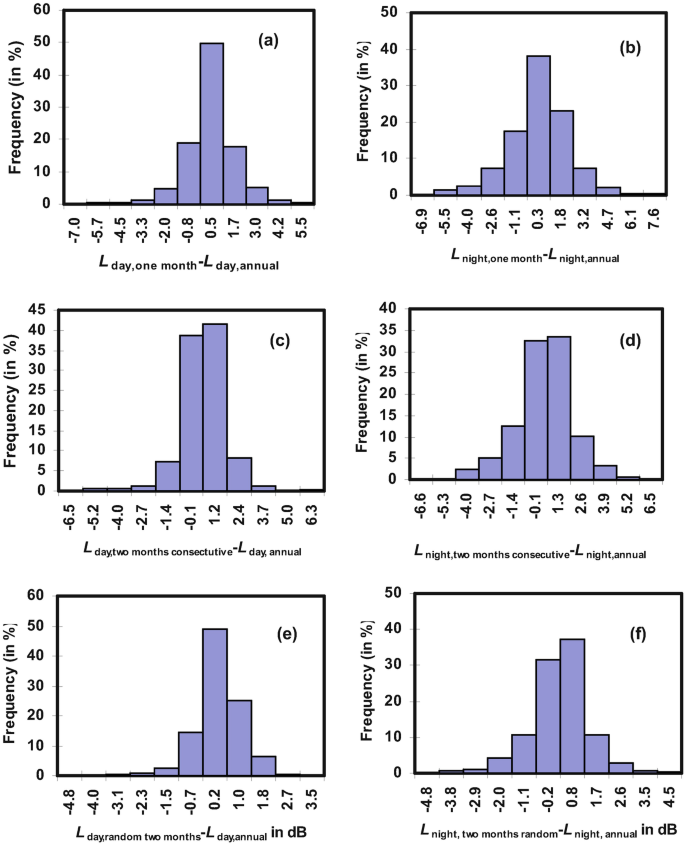 60
50
40
30
20
10
0
Frequency (in %)
(a)
-7.0 -5.7 -4.5 -3.3 -2.0 -0.8 0.5 1.7 3.0 4.2 5.5
L day,one month-L day,annual
50
40
30
20
10
0
Frequency (in %)
(b)
-6.9 -5.5 -4.0 -2.6 -1.1 0.3 1.8 3.2 4.7 6.1 7.6
L night,one month-L night,annual
45
40
35
30
25
20
15
10
5
0
Frequency (in %)
(c)
-6.5 -5.2 -4.0 -2.7 -1.4 -0.1 1.2 2.4 3.7 5.0 6.3
L day,two months consecutive-L day, annual
40
35
30
25
20
15
10
5
0
Frequency (in %)
(d)
-6.6 -5.3 -4.0 -2.7 -1.4 -0.1 1.3 2.6 3.9 5.2 6.5
L night,two months consecutive-L night,annual
60
50
40
30
20
10
0
Frequency (in %)
(e)
-4.8 -4.0 -3.1 -2.3 -1.5 -0.7 0.2 1.0 1.8 2.7 3.5
L day,random two months-L day,annual in dB
50
40
30
20
10
0
Frequency (in %)
(f)
-4.8 -3.8 -2.9 -2.0 -1.1 -0.2 0.8 1.7 2.6 3.5 4.5
L night, two months random-L night, annual in dB